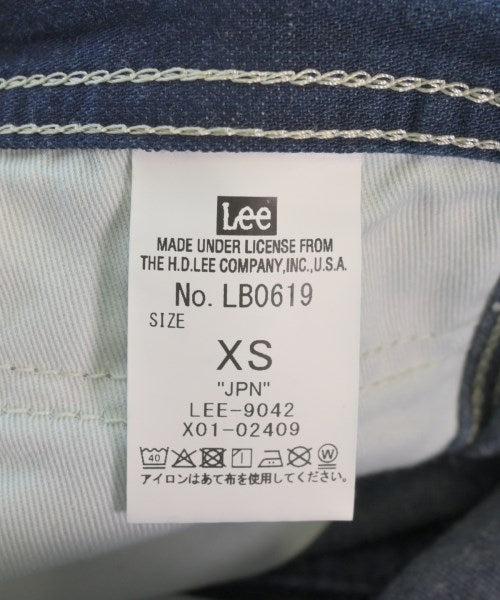 Lee
MADE UNDER LICENSE FROM
THE H.D.LEE COMPANY,INC.,U.S.A.
No. LB0619
SIZE
XS
"JPN"
LEE-9042
X01-02409
40 W
アイロンはあて布を使用してください。